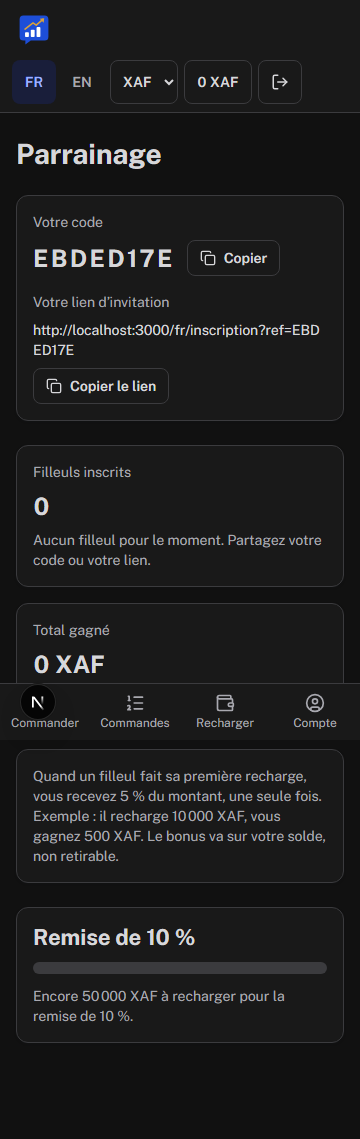 FR
EN
XAF
0 XAF
Parrainage
Votre code
EBDED17E
Copier
Votre lien d'invitation
http://localhost:3000/fr/inscription?ref=EBD
ED17E
Copier le lien
Filleuls inscrits
0
Aucun filleul pour le moment. Partagez votre
code ou votre lien.
Total gagné
0 XAF
N
Commander
Commandes
Recharger
Compte
Quand un filleul fait sa première recharge,
vous recevez 5 % du montant, une seule fois.
Exemple : il recharge 10 000 XAF, vous
gagnez 500 XAF. Le bonus va sur votre solde,
non retirable.
Remise de 10 %
Encore 50 000 XAF à recharger pour la
remise de 10 %.